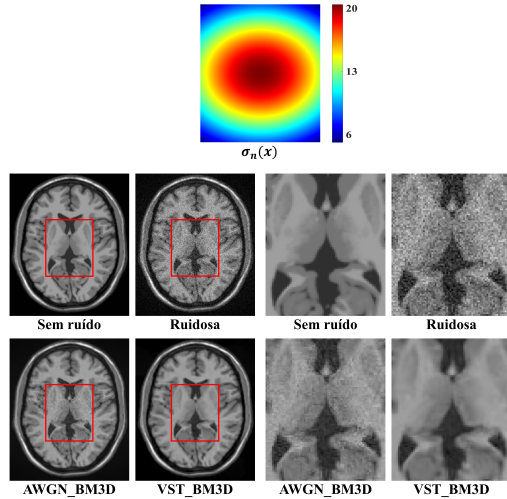 20
13
6
σₙ(x)
Sem ruído Ruidosa Sem ruído Ruidosa
AWGN_BM3D VST_BM3D AWGN_BM3D VST_BM3D